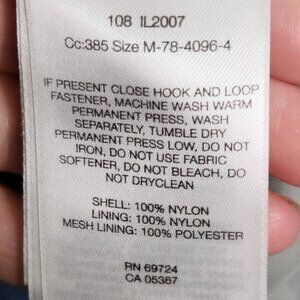 108 IL2007
Cc:385 Size M-78-4096-4
IF PRESENT CLOSE HOOK AND LOOP
FASTENER, MACHINE WASH WARM
PERMANENT PRESS, WASH
SEPARATELY, TUMBLE DRY
PERMANENT PRESS LOW, DO NOT
IRON, DO NOT USE FABRIC
SOFTENER, DO NOT BLEACH, DO
NOT DRYCLEAN
SHELL: 100% NYLON
LINING: 100% NYLON
MESH LINING: 100% POLYESTER
RN 69724
CA 05367